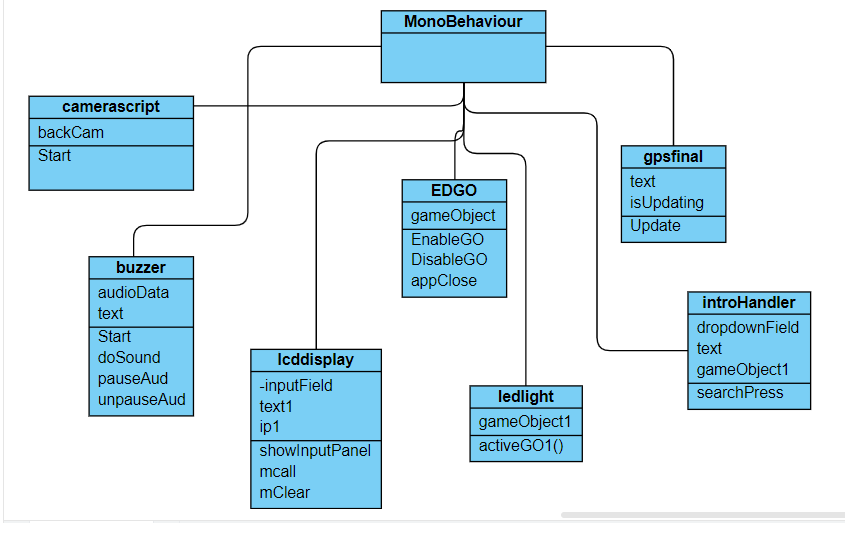 MonoBehaviour
camerascript
backCam
Start
gpsfinal
text
isUpdating
Update
EDGO
gameObject
EnableGO
DisableGO
appClose
buzzer
audioData
text
Start
doSound
pauseAud
unpauseAud
introHandler
dropdownField
text
gameObject1
searchPress
lcddisplay
-inputField
text1
ip1
showInputPanel
mcall
mClear
ledlight
gameObject1
activeGO1()